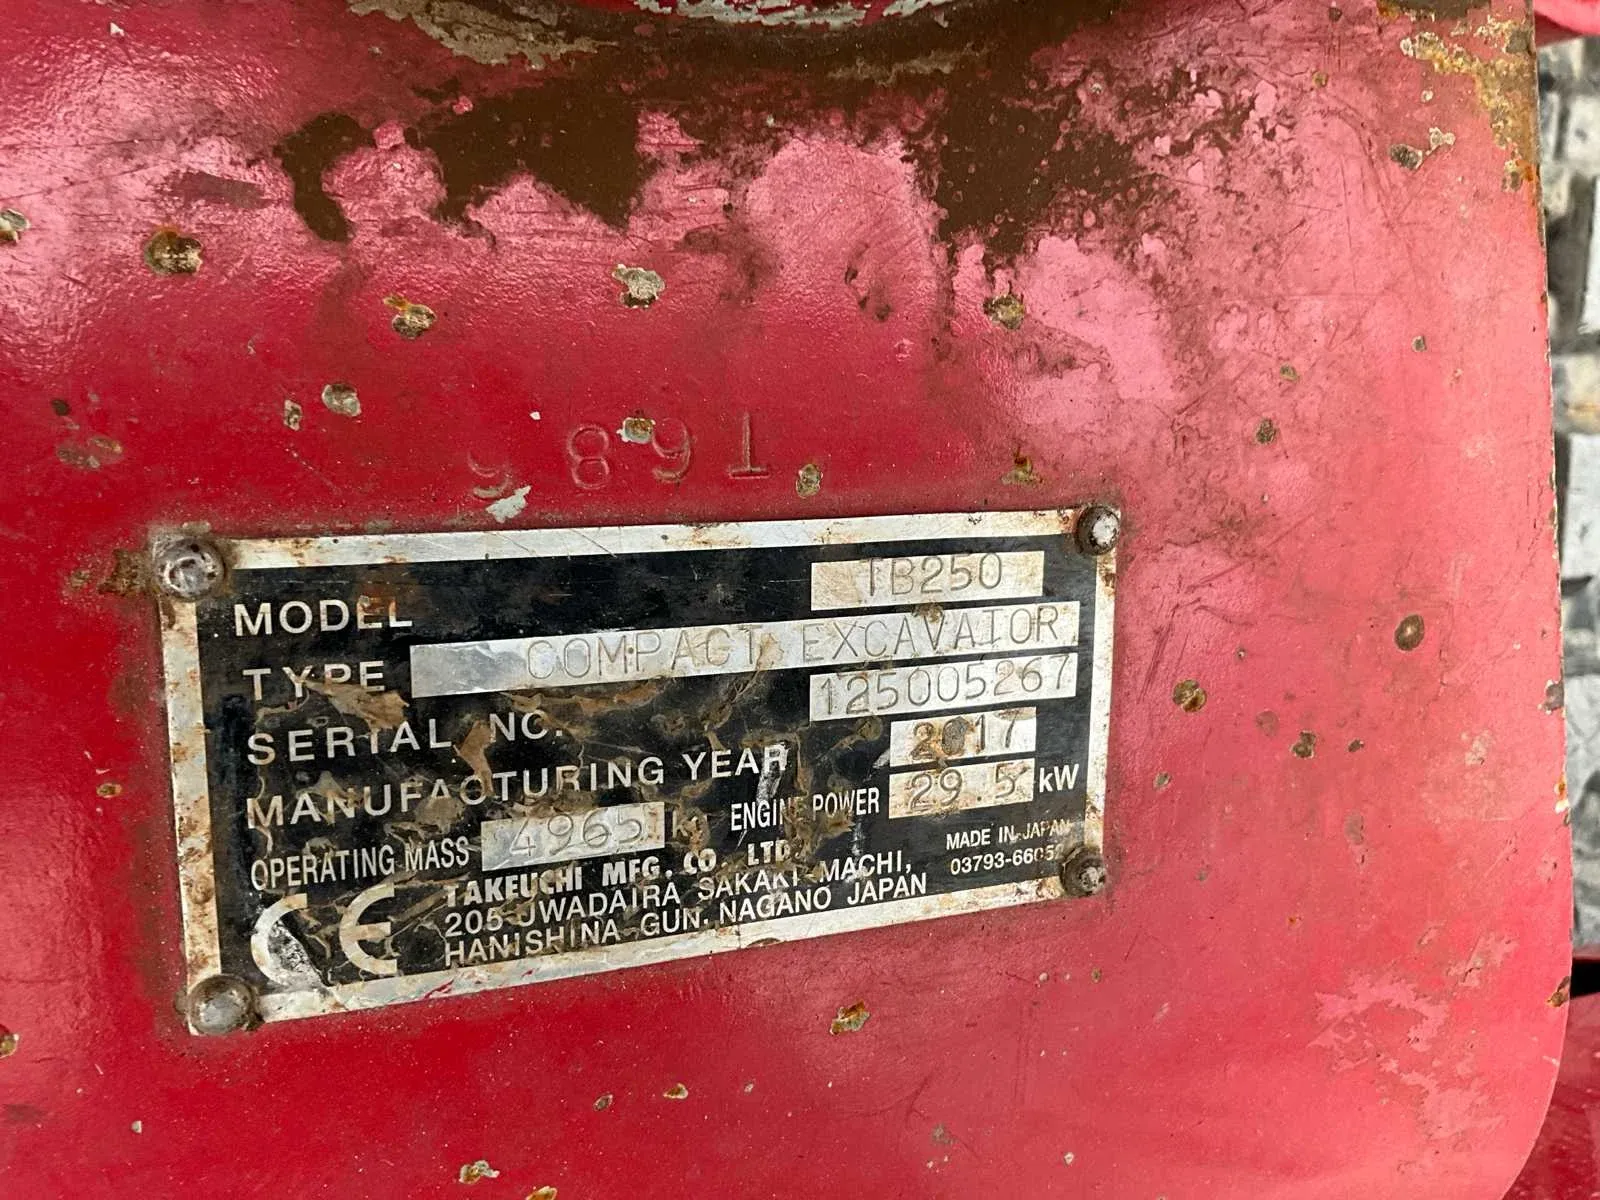 MODEL TB250
TYPE COMPACT EXCAVATOR
SERIAL NO. 125005267
MANUFACTURING YEAR 2017
OPERATING MASS 4965 kg ENGINE POWER 29.5 kW
TAKEUCHI MFG. CO. LTD. MADE IN JAPAN
205 UWADAIRA SAKAKI-MACHI,
HANISHINA-GUN, NAGANO JAPAN
CE